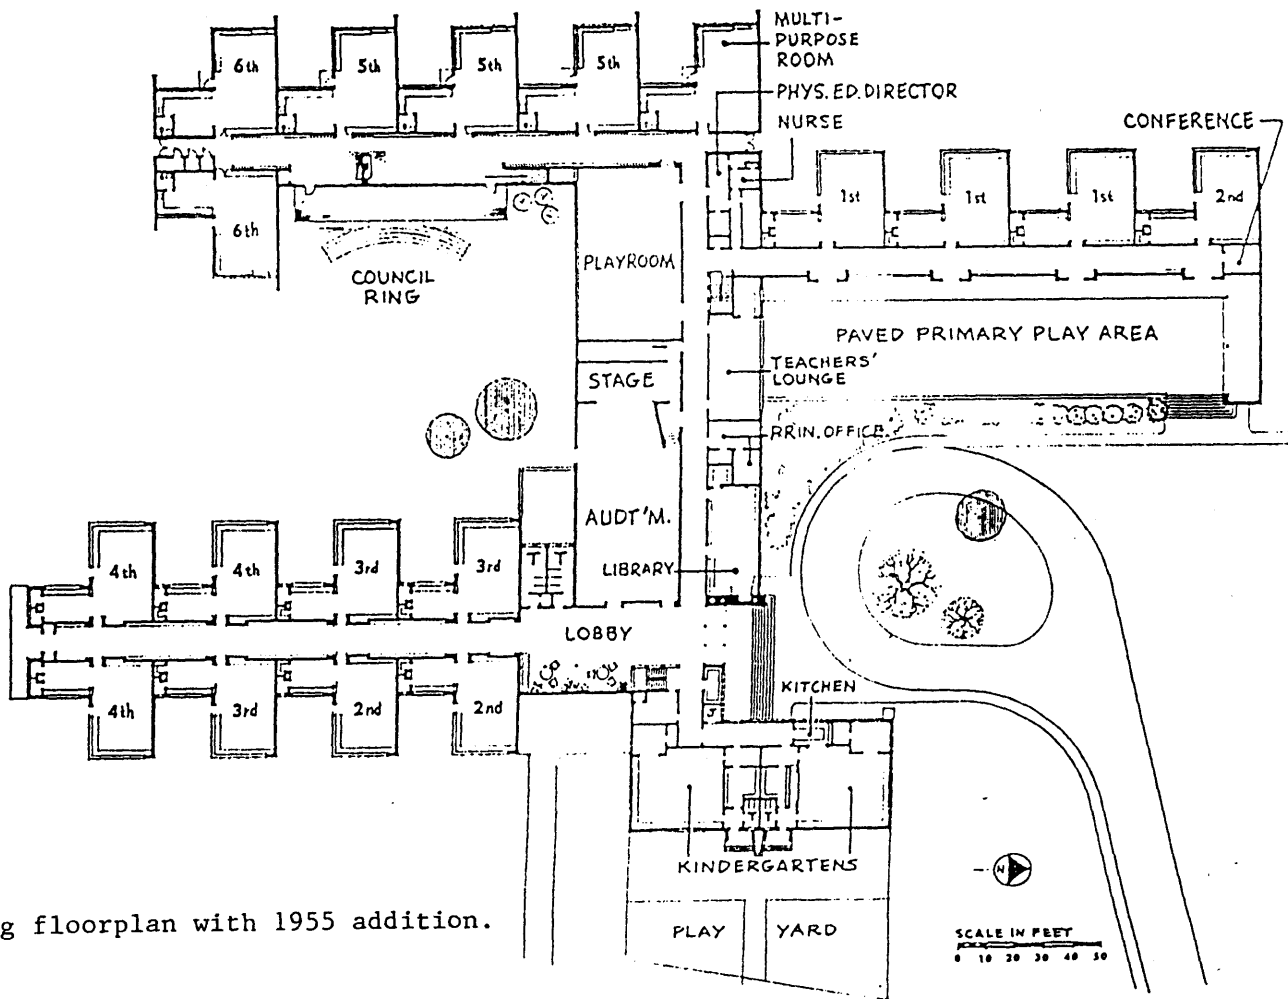 MULTI-
PURPOSE
ROOM
6th
5th
5th
5th
PHYS. ED. DIRECTOR
NURSE
CONFERENCE
1st
1st
1st
2nd
6th
PLAYROOM
COUNCIL
RING
PAVED PRIMARY PLAY AREA
TEACHERS'
LOUNGE
STAGE
PRIN. OFFICE
AUDT'M.
LIBRARY
4th
4th
3rd
3rd
LOBBY
KITCHEN
4th
3rd
2nd
2nd
J
KINDERGARTENS
N
g floorplan with 1955 addition.
PLAY YARD
SCALE IN FEET
0 10 20 30 40 50